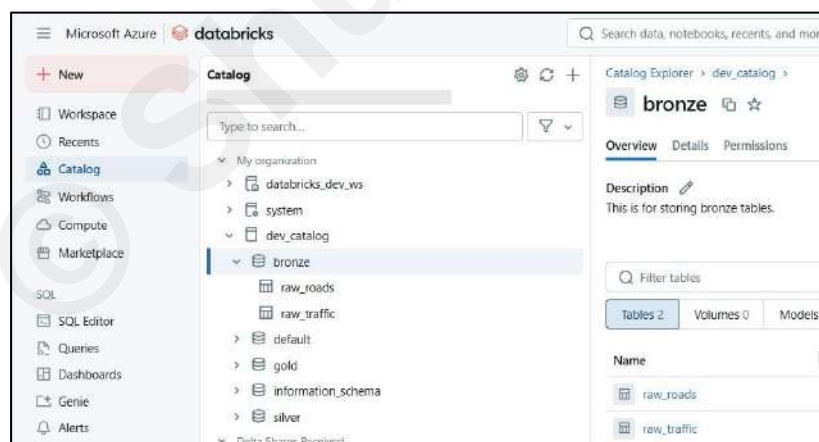 Microsoft Azure databricks
Search data, notebooks, recents, and mor
New
Workspace
Recents
Catalog
Workflows
Compute
Marketplace
SQL
SQL Editor
Queries
Dashboards
Genie
Alerts
Catalog
Type to search...
My organization
databricks_dev_ws
system
dev_catalog
bronze
raw_roads
raw_traffic
default
gold
information_schema
silver
Delta Shares Received
Catalog Explorer > dev_catalog >
bronze
Overview Details Permissions
Description
This is for storing bronze tables.
Filter tables
Tables 2 Volumes 0 Models
Name
raw_roads
raw_traffic